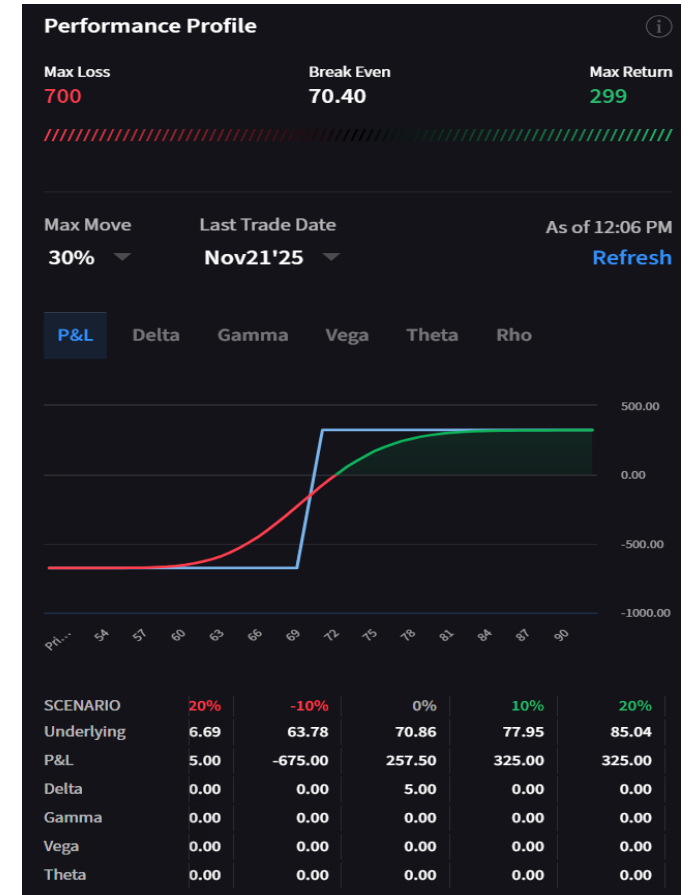 Performance Profile
Max Loss Break Even Max Return
700 70.40 299
Max Move Last Trade Date As of 12:06 PM
30% Nov21'25 Refresh
P&L Delta Gamma Vega Theta Rho
500.00
0.00
-500.00
-1000.00
Pri... 54 57 60 63 66 69 72 75 78 81 84 87 90
SCENARIO 20% -10% 0% 10% 20%
Underlying 6.69 63.78 70.86 77.95 85.04
P&L 5.00 -675.00 257.50 325.00 325.00
Delta 0.00 0.00 5.00 0.00 0.00
Gamma 0.00 0.00 0.00 0.00 0.00
Vega 0.00 0.00 0.00 0.00 0.00
Theta 0.00 0.00 0.00 0.00 0.00